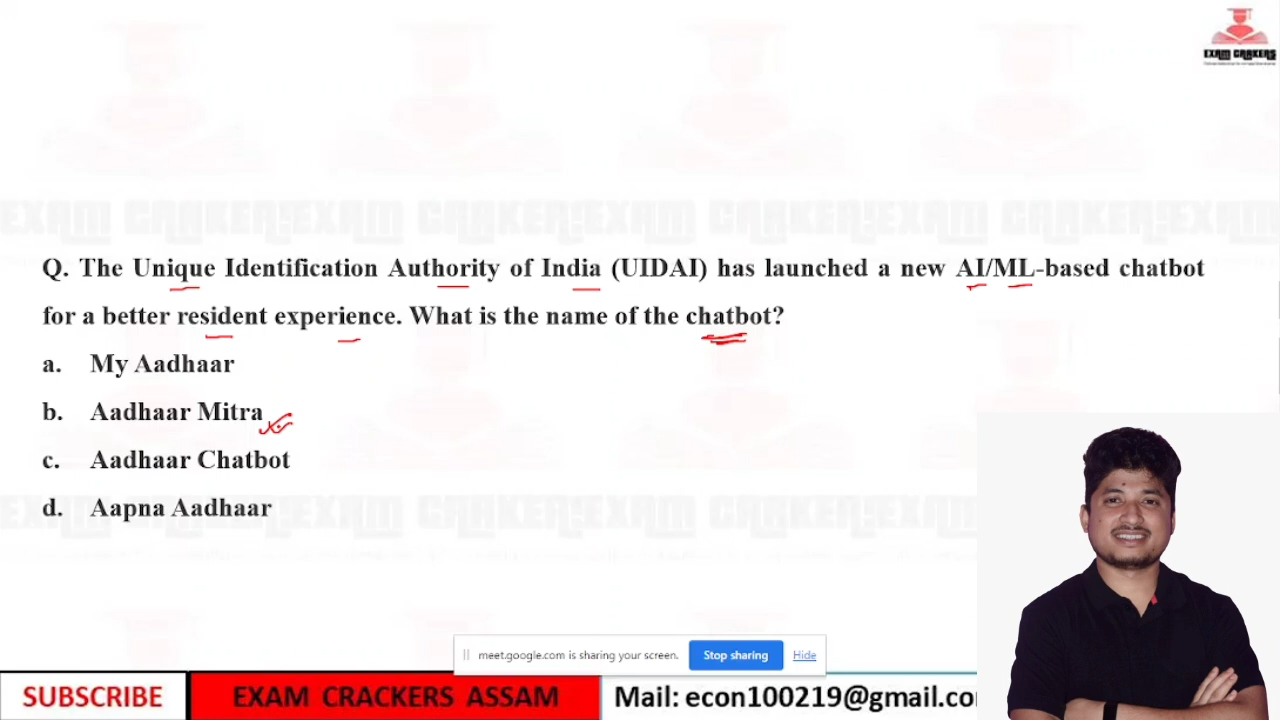 EXAM CRAKERS
Q. The Unique Identification Authority of India (UIDAI) has launched a new AI/ML-based chatbot
for a better resident experience. What is the name of the chatbot?
a. My Aadhaar
b. Aadhaar Mitra
c. Aadhaar Chatbot
d. Aapna Aadhaar
meet.google.com is sharing your screen. Stop sharing Hide
SUBSCRIBE EXAM CRACKERS ASSAM Mail: econ100219@gmail.co